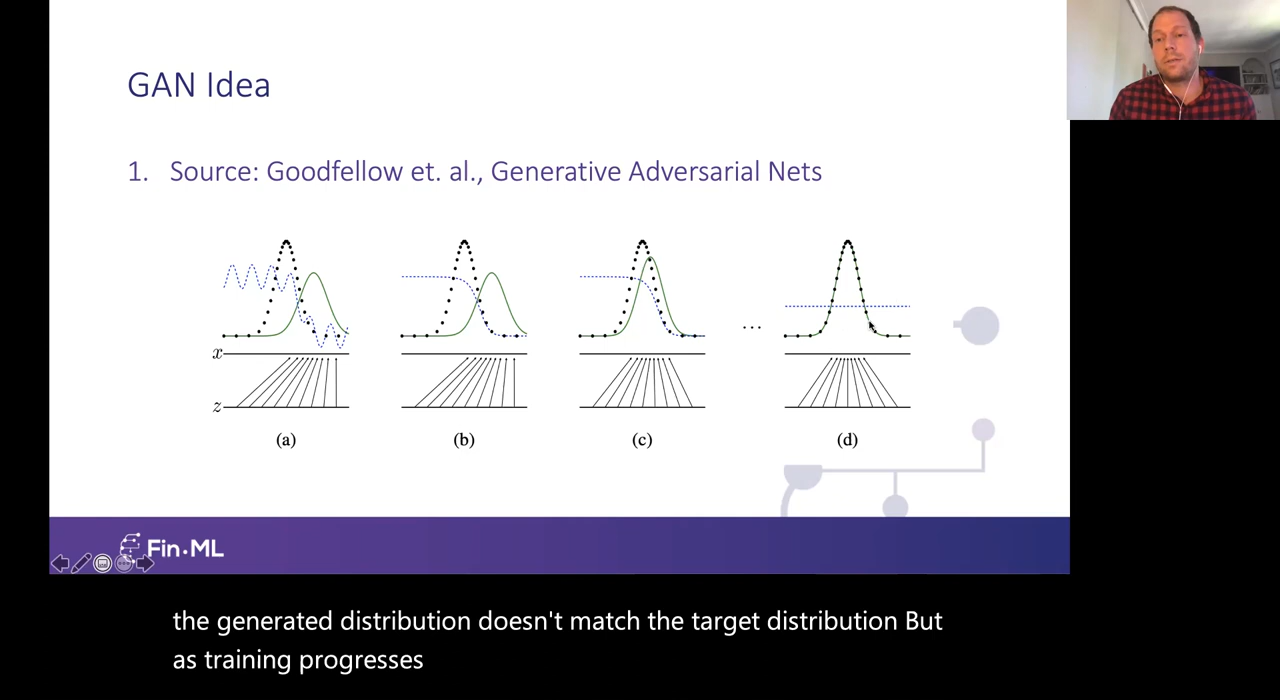 GAN Idea
1. Source: Goodfellow et. al., Generative Adversarial Nets
...
x
z
(a) (b) (c) (d)
Fin·ML
the generated distribution doesn't match the target distribution But
as training progresses